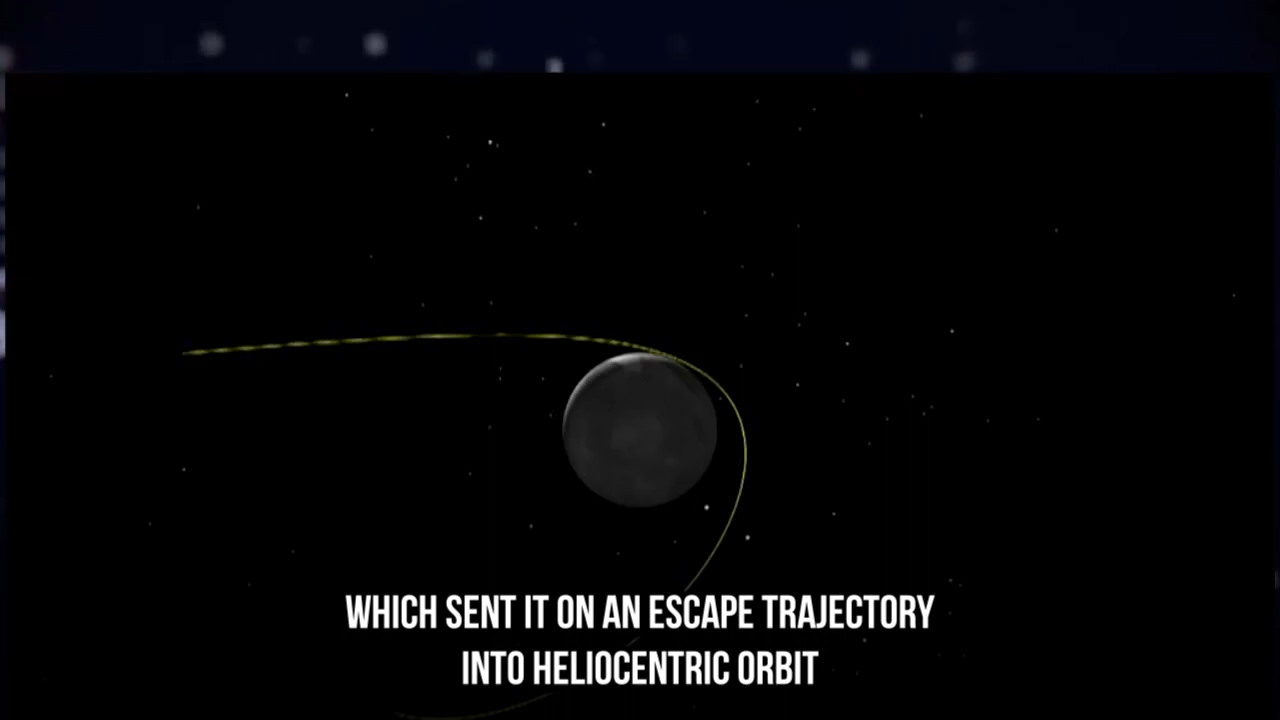 WHICH SENT IT ON AN ESCAPE TRAJECTORY
INTO HELIOCENTRIC ORBIT